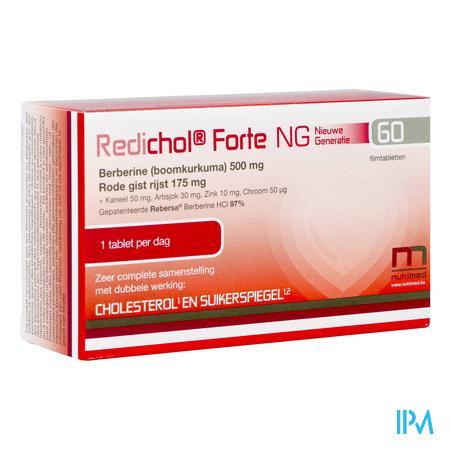 Redichol® Forte NG Nieuwe Generatie 60
filmtabletten
Berberine (boomkurkuma) 500 mg
Rode gist rijst 175 mg
+ Kaneel 50 mg, Artisjok 30 mg, Zink 10 mg, Chroom 50 µg
Gepatenteerde Rebersa® Berberine HCl 97%
1 tablet per dag
nutrimed
www.nutrimed.be
Zeer complete samenstelling
met dubbele werking:
CHOLESTEROL¹ EN SUIKERSPIEGEL¹,²
IPM